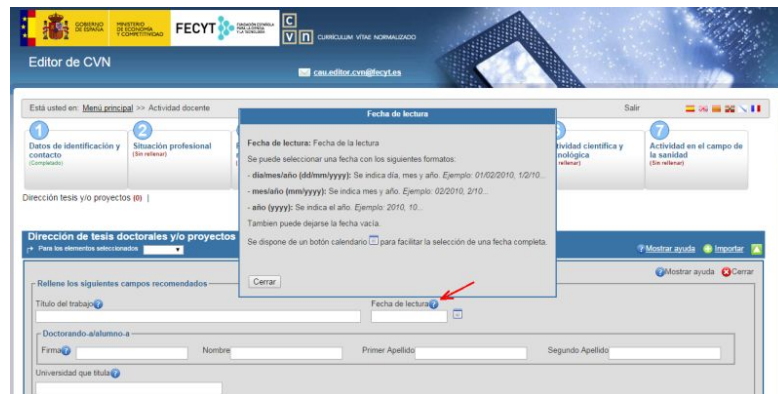 GOBIERNO DE ESPAÑA
MINISTERIO DE ECONOMÍA Y COMPETITIVIDAD
FECYT
C
V n CURRÍCULUM VITAE NORMALIZADO
Editor de CVN
cau.editor.cvn@fecyt.es
Está usted en: Menú principal >> Actividad docente
Salir
1
Datos de identificación y contacto
(Completado)
2
Situación profesional
(Sin rellenar)
tividad científica y
nológica
(Sin rellenar)
7
Actividad en el campo de la sanidad
(Sin rellenar)
Fecha de lectura
Fecha de lectura: Fecha de la lectura
Se puede seleccionar una fecha con los siguientes formatos:
- dia/mes/año (dd/mm/yyyy): Se indica día, mes y año. Ejemplo: 01/02/2010, 1/2/10...
- mes/año (mm/yyyy): Se indica mes y año. Ejemplo: 02/2010, 2/10...
- año (yyyy): Se indica el año. Ejemplo: 2010, 10...
Tambien puede dejarse la fecha vacía.
Se dispone de un botón calendario para facilitar la selección de una fecha completa.
Cerrar
Dirección tesis y/o proyectos (0) |
Dirección de tesis doctorales y/o proyectos
Para los elementos seleccionados
Mostrar ayuda Importar
Mostrar ayuda Cerrar
Rellene los siguientes campos recomendados
Título del trabajo Fecha de lectura
Doctorando-a/alumno-a
Firma Nombre Primer Apellido Segundo Apellido
Universidad que titula